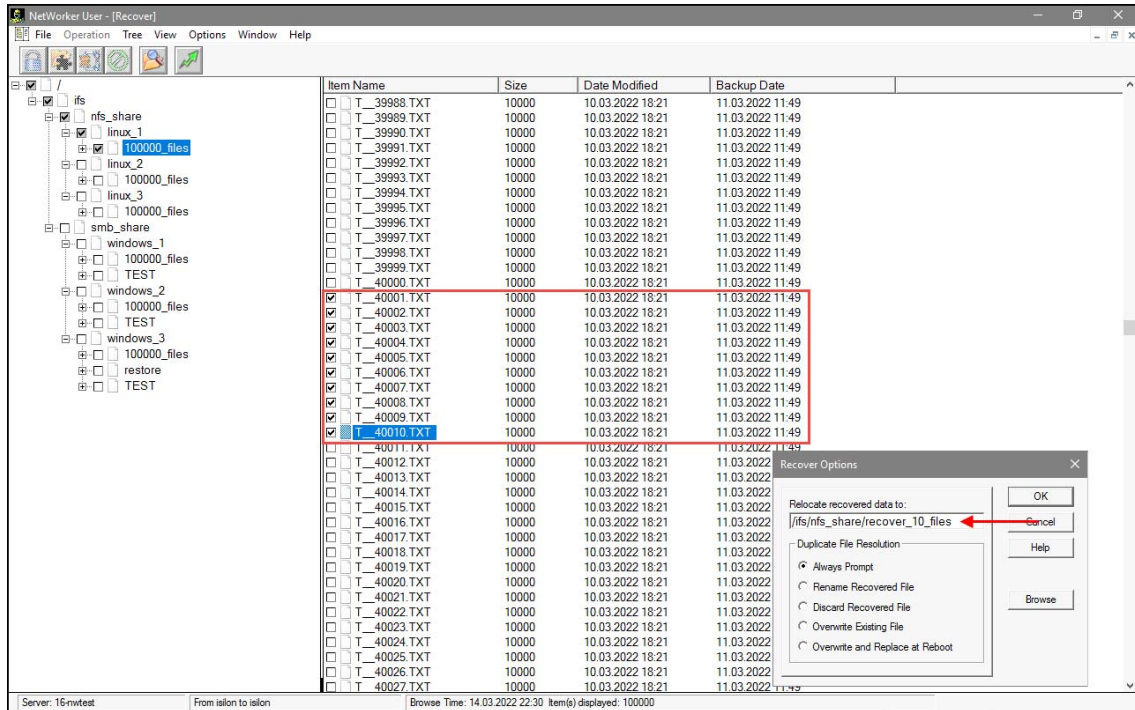 NetWorker User - [Recover]
File Operation Tree View Options Window Help
/
ifs
nfs_share
linux_1
100000_files
linux_2
100000_files
linux_3
100000_files
smb_share
windows_1
100000_files
TEST
windows_2
100000_files
TEST
windows_3
100000_files
restore
TEST
Item Name Size Date Modified Backup Date
T__39988.TXT 10000 10.03.2022 18:21 11.03.2022 11:49
T__39989.TXT 10000 10.03.2022 18:21 11.03.2022 11:49
T__39990.TXT 10000 10.03.2022 18:21 11.03.2022 11:49
T__39991.TXT 10000 10.03.2022 18:21 11.03.2022 11:49
T__39992.TXT 10000 10.03.2022 18:21 11.03.2022 11:49
T__39993.TXT 10000 10.03.2022 18:21 11.03.2022 11:49
T__39994.TXT 10000 10.03.2022 18:21 11.03.2022 11:49
T__39995.TXT 10000 10.03.2022 18:21 11.03.2022 11:49
T__39996.TXT 10000 10.03.2022 18:21 11.03.2022 11:49
T__39997.TXT 10000 10.03.2022 18:21 11.03.2022 11:49
T__39998.TXT 10000 10.03.2022 18:21 11.03.2022 11:49
T__39999.TXT 10000 10.03.2022 18:21 11.03.2022 11:49
T__40000.TXT 10000 10.03.2022 18:21 11.03.2022 11:49
T__40001.TXT 10000 10.03.2022 18:21 11.03.2022 11:49
T__40002.TXT 10000 10.03.2022 18:21 11.03.2022 11:49
T__40003.TXT 10000 10.03.2022 18:21 11.03.2022 11:49
T__40004.TXT 10000 10.03.2022 18:21 11.03.2022 11:49
T__40005.TXT 10000 10.03.2022 18:21 11.03.2022 11:49
T__40006.TXT 10000 10.03.2022 18:21 11.03.2022 11:49
T__40007.TXT 10000 10.03.2022 18:21 11.03.2022 11:49
T__40008.TXT 10000 10.03.2022 18:21 11.03.2022 11:49
T__40009.TXT 10000 10.03.2022 18:21 11.03.2022 11:49
T__40010.TXT 10000 10.03.2022 18:21 11.03.2022 11:49
T__40011.TXT 10000 10.03.2022 18:21 11.03.2022 11:49
T__40012.TXT 10000 10.03.2022 18:21 11.03.2022
T__40013.TXT 10000 10.03.2022 18:21 11.03.2022
T__40014.TXT 10000 10.03.2022 18:21 11.03.2022
T__40015.TXT 10000 10.03.2022 18:21 11.03.2022
T__40016.TXT 10000 10.03.2022 18:21 11.03.2022
T__40017.TXT 10000 10.03.2022 18:21 11.03.2022
T__40018.TXT 10000 10.03.2022 18:21 11.03.2022
T__40019.TXT 10000 10.03.2022 18:21 11.03.2022
T__40020.TXT 10000 10.03.2022 18:21 11.03.2022
T__40021.TXT 10000 10.03.2022 18:21 11.03.2022
T__40022.TXT 10000 10.03.2022 18:21 11.03.2022
T__40023.TXT 10000 10.03.2022 18:21 11.03.2022
T__40024.TXT 10000 10.03.2022 18:21 11.03.2022
T__40025.TXT 10000 10.03.2022 18:21 11.03.2022
T__40026.TXT 10000 10.03.2022 18:21 11.03.2022
T__40027.TXT 10000 10.03.2022 18:21 11.03.2022 11:49
Recover Options
Relocate recovered data to:
/ifs/nfs_share/recover_10_files
Duplicate File Resolution
Always Prompt
Rename Recovered File
Discard Recovered File
Overwrite Existing File
Overwrite and Replace at Reboot
OK
Cancel
Help
Browse
Server: 16-nwtest From isilon to isilon Browse Time: 14.03.2022 22:30 Item(s) displayed: 100000